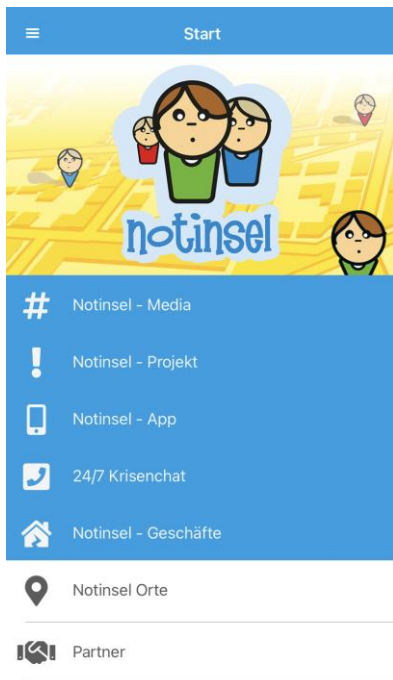 Start
notinsel
Notinsel - Media
Notinsel - Projekt
Notinsel - App
24/7 Krisenchat
Notinsel - Geschäfte
Notinsel Orte
Partner